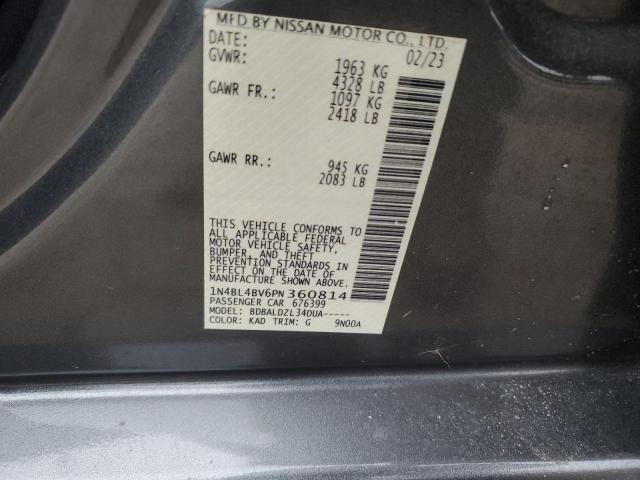 MFD BY NISSAN MOTOR CO., LTD.
DATE: 02/23
GVWR: 1963 KG
4328 LB
GAWR FR.: 1097 KG
2418 LB
GAWR RR.: 945 KG
2083 LB
THIS VEHICLE CONFORMS TO
ALL APPLICABLE FEDERAL
MOTOR VEHICLE SAFETY,
BUMPER, AND THEFT
PREVENTION STANDARDS IN
EFFECT ON THE DATE OF
MANUFACTURE SHOWN ABOVE.
1N4BL4BV6PN360814
PASSENGER CAR 676399
MODEL: BDBALDZL34DUA-----
COLOR: KAD TRIM: G 9N00A